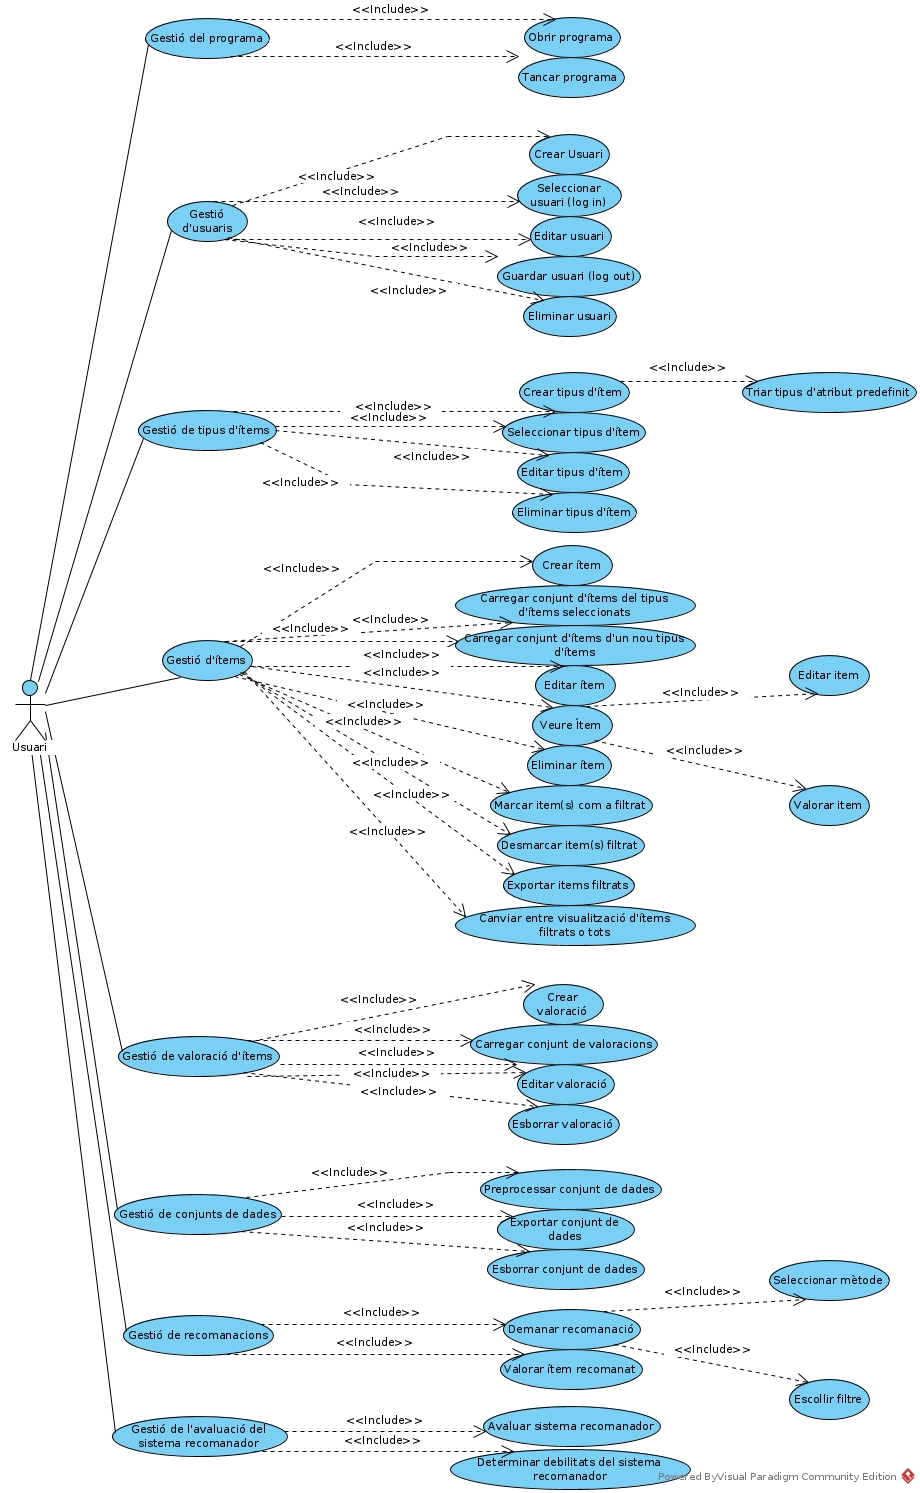 <<Include>>
Gestió del programa
Obrir programa
<<Include>>
Tancar programa
Crear Usuari
<<Include>>
<<Include>>
Seleccionar
usuari (log in)
Gestió
d'usuaris
<<Include>>
Editar usuari
<<Include>>
Guardar usuari (log out)
<<Include>>
Eliminar usuari
<<Include>>
Crear tipus d'ítem
Triar tipus d'atribut predefinit
<<Include>>
<<Include>>
Gestió de tipus d'ítems
Seleccionar tipus d'ítem
<<Include>>
Editar tipus d'ítem
<<Include>>
Eliminar tipus d'ítem
<<Include>>
Crear ítem
Carregar conjunt d'ítems del tipus
d'ítems seleccionats
<<Include>>
<<Include>>
Carregar conjunt d'ítems d'un nou tipus
d'ítems
Gestió d'ítems
<<Include>>
<<Include>>
Editar ítem
Editar item
<<Include>>
<<Include>>
<<Include>>
Veure Ítem
Usuari
<<Include>>
<<Include>>
Eliminar ítem
Marcar item(s) com a filtrat
Valorar item
<<Include>>
<<Include>>
Desmarcar item(s) filtrat
Exportar items filtrats
Canviar entre visualització d'ítems
filtrats o tots
<<Include>>
Crear
valoració
<<Include>>
Carregar conjunt de valoracions
Gestió de valoració d'ítems
<<Include>>
<<Include>>
Editar valoració
<<Include>>
Esborrar valoració
<<Include>>
Preprocessar conjunt de dades
<<Include>>
Gestió de conjunts de dades
Exportar conjunt de
dades
<<Include>>
Esborrar conjunt de dades
Seleccionar mètode
<<Include>>
<<Include>>
Gestió de recomanacions
Demanar recomanació
<<Include>>
<<Include>>
Valorar ítem recomanat
Escollir filtre
<<Include>>
Gestió de l'avaluació del
sistema recomanador
Avaluar sistema recomanador
<<Include>>
Determinar debilitats del sistema
recomanador
Powered ByVisual Paradigm Community Edition